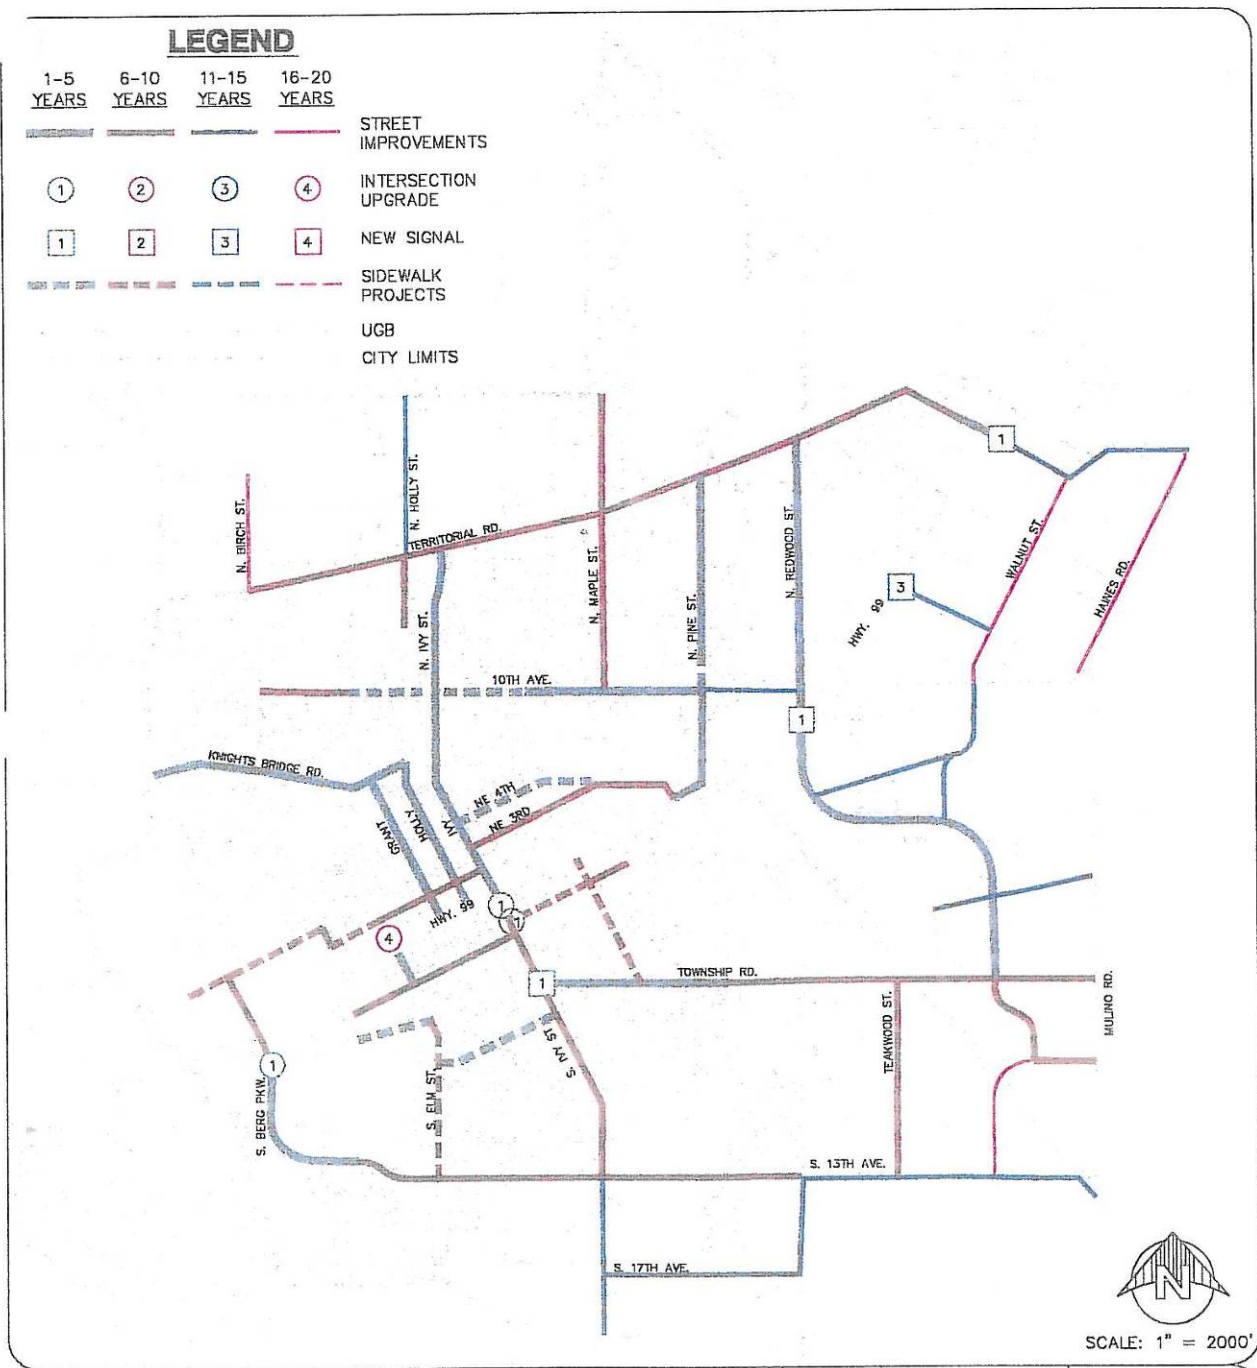 LEGEND
1-5 YEARS
6-10 YEARS
11-15 YEARS
16-20 YEARS
STREET IMPROVEMENTS
1 2 3 4 INTERSECTION UPGRADE
1 2 3 4 NEW SIGNAL
SIDEWALK PROJECTS
UGB
CITY LIMITS
N. BIRCH ST.
N. HOLLY ST.
TERRITORIAL RD.
N. IVY ST.
N. MAPLE ST.
N. PINE ST.
N. REDWOOD ST.
1
WALNUT ST.
HAINES RD.
3
HWY. 99
10TH AVE.
1
KNIGHTS BRIDGE RD.
GRANT
HOLLY
IVY
NE 4TH
NE 3RD
HWY. 99
1
1
4
1
TOWNSHIP RD.
MULINO RD.
TEAKWOOD ST.
S. IVY ST.
S. ELM ST.
1
S. BERG PKW.
S. 13TH AVE.
S. 17TH AVE.
N
SCALE: 1" = 2000'